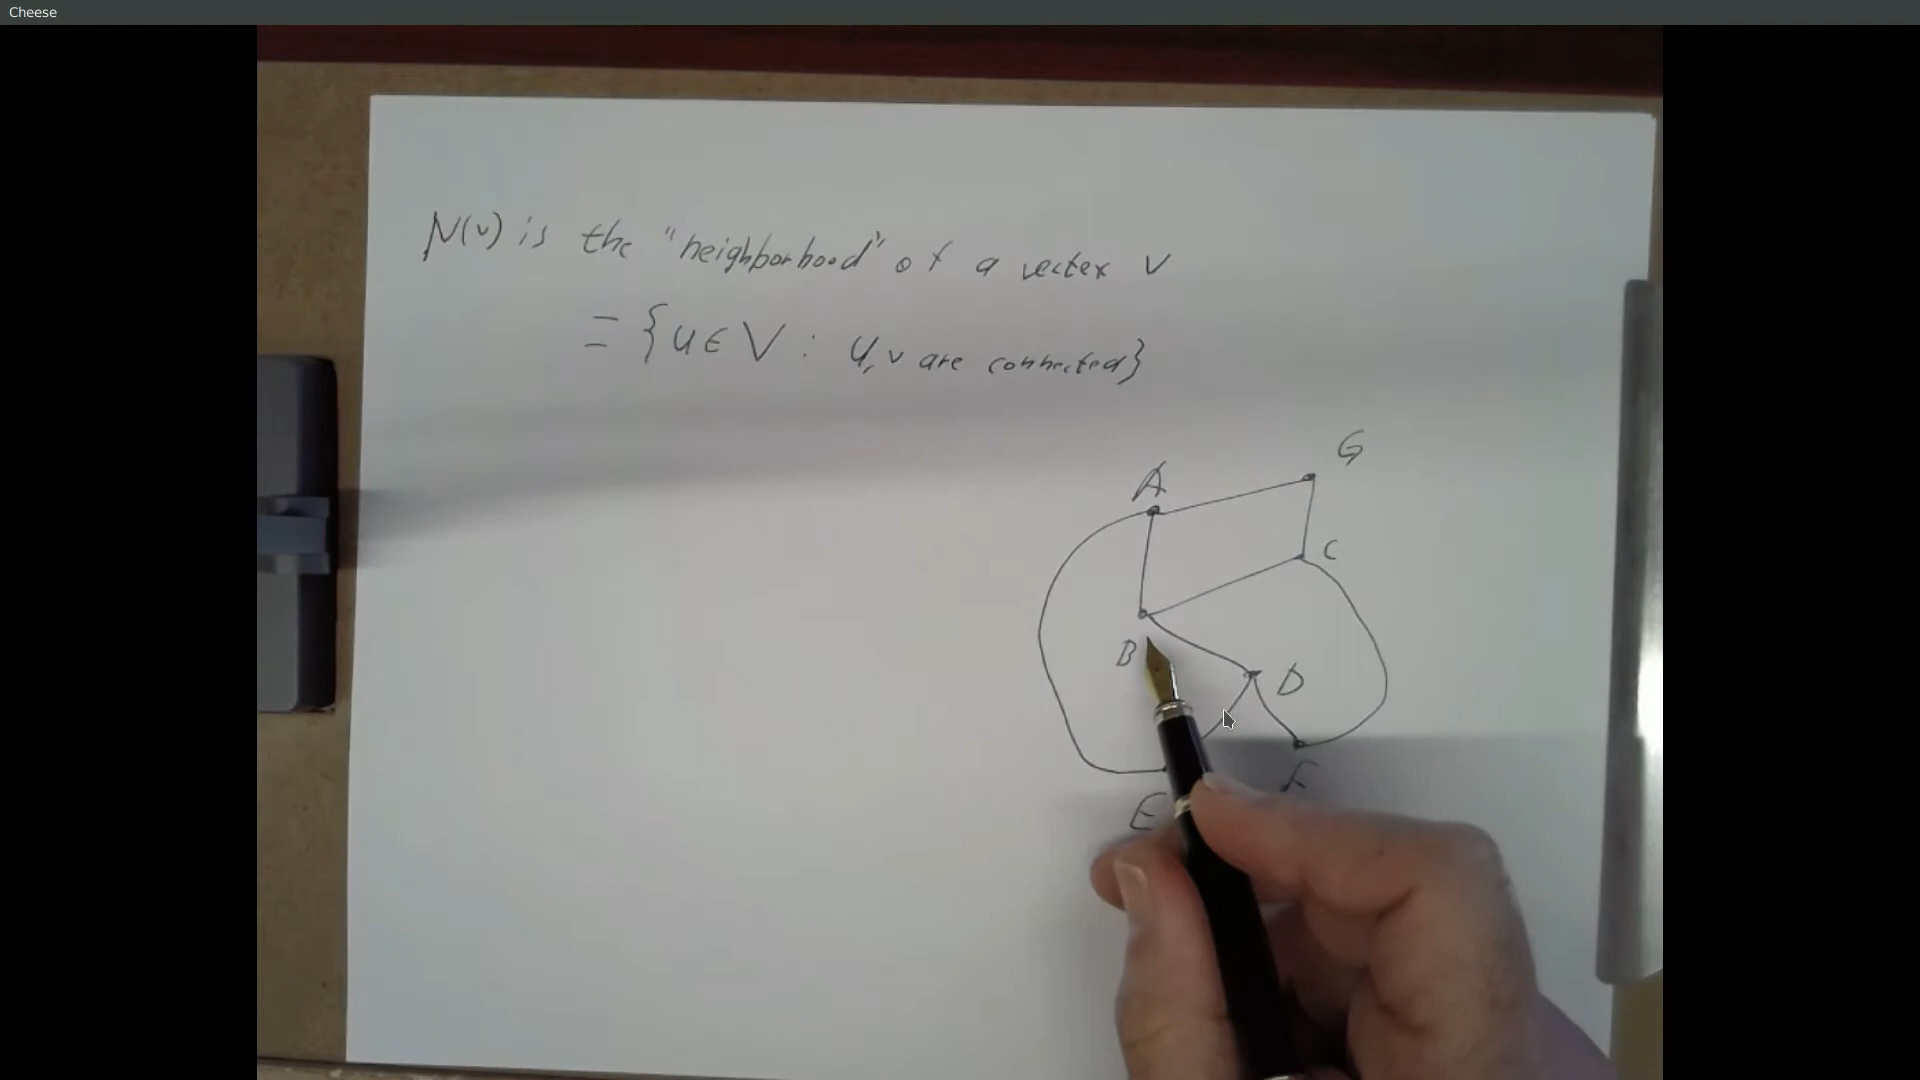 Cheese
N(v) is the "neighborhood" of a vertex v
= {u ∈ V : u, v are connected}
G
A
C
B
D
F
E